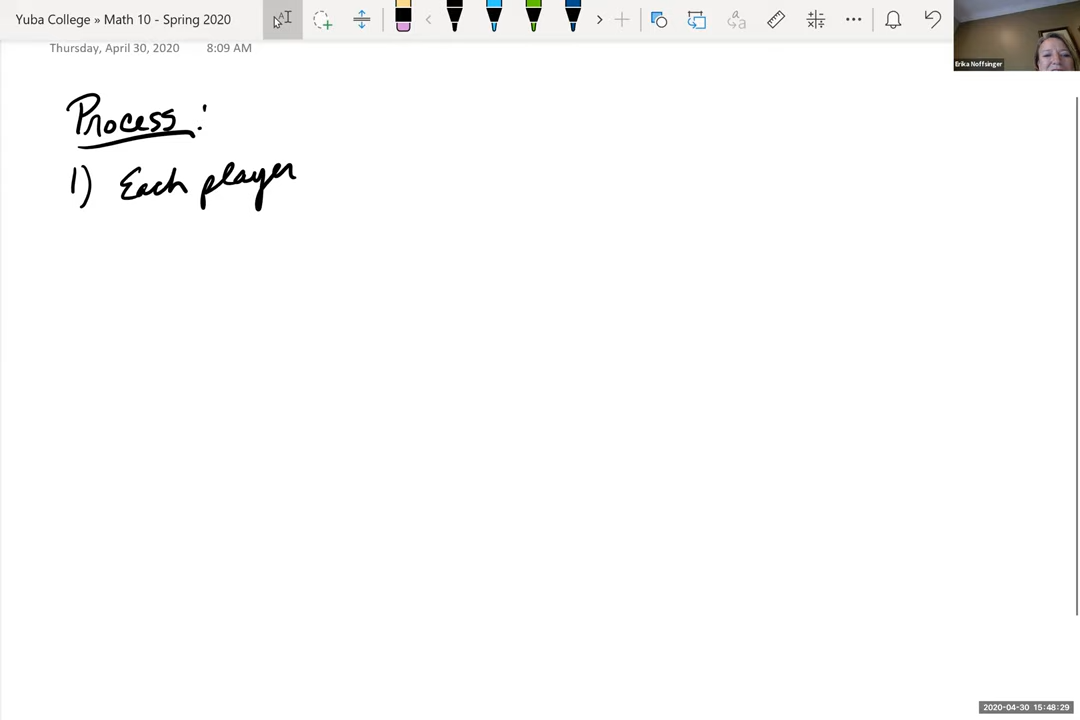 Yuba College » Math 10 - Spring 2020
Thursday, April 30, 2020 8:09 AM
Erika Noffsinger
Process:
1) Each player
2020-04-30 15:48:29